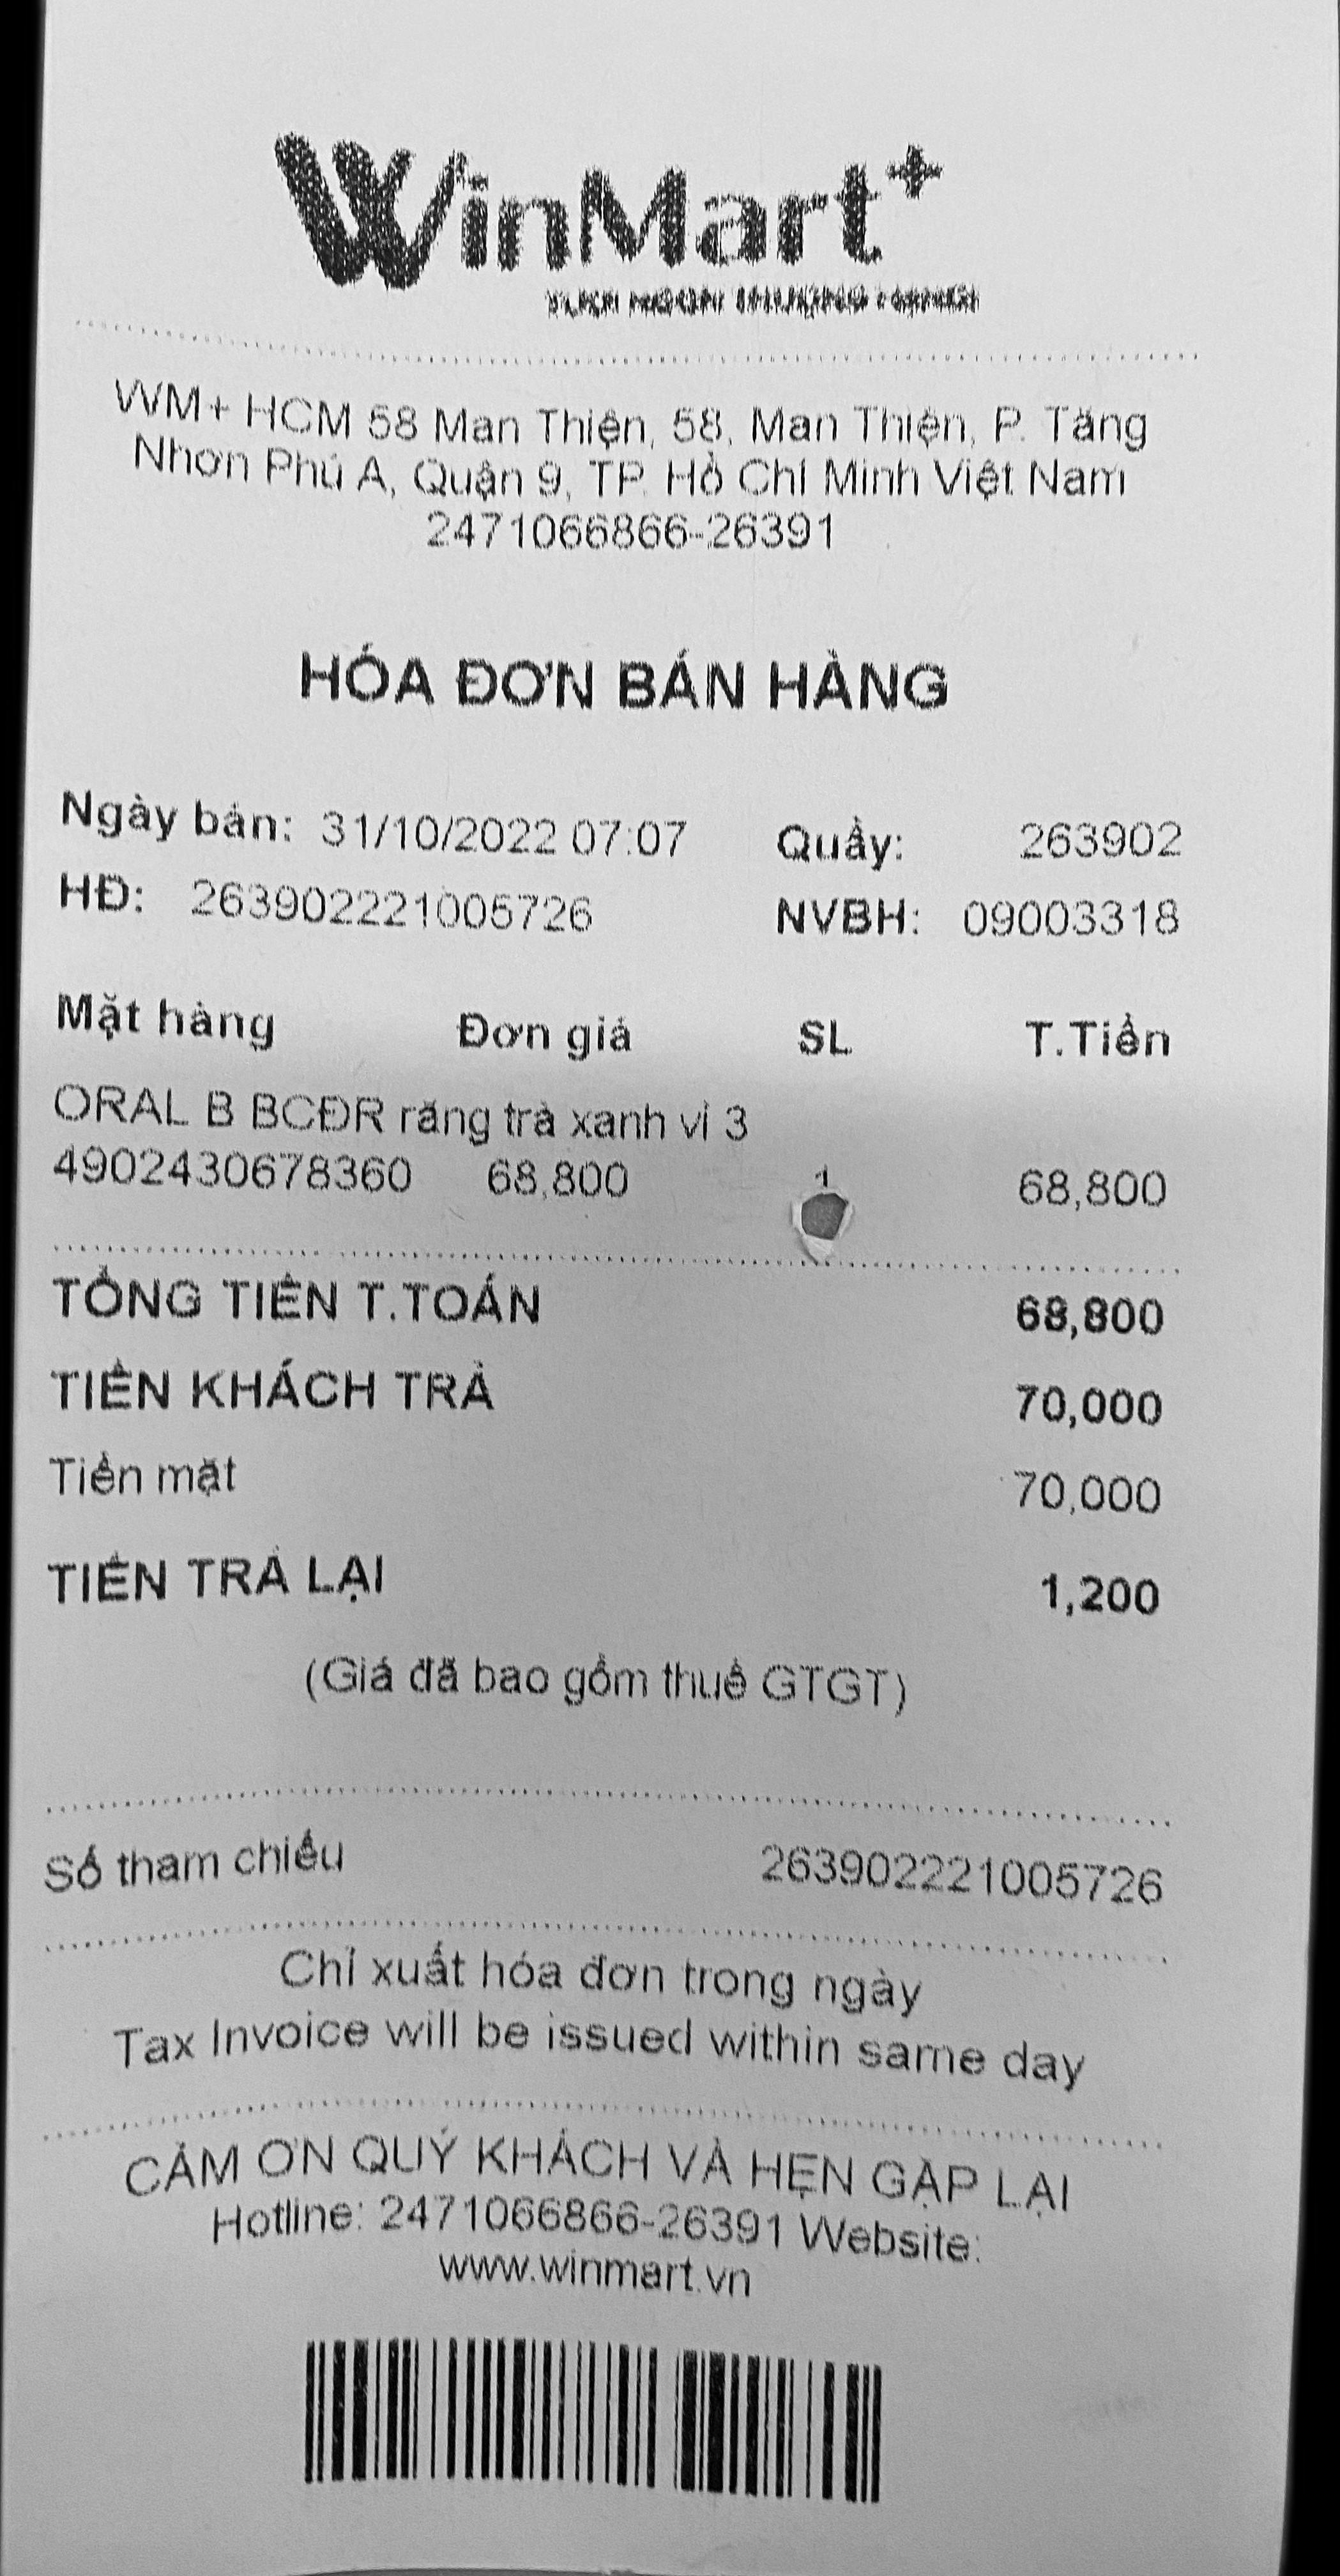 WinMart+
WM+ HCM 58 Man Thiện, 58, Man Thiện, P. Tăng
Nhơn Phú A, Quận 9, TP. Hồ Chí Minh Việt Nam
2471066866-26391
HÓA ĐƠN BÁN HÀNG
Ngày bán: 31/10/2022 07:07 Quầy: 263902
HĐ: 263902221005726 NVBH: 09003318
Mặt hàng Đơn giá SL T.Tiền
ORAL B BCĐR răng trà xanh vỉ 3
4902430678360 68,800 1 68,800
TỔNG TIỀN T.TOÁN 68,800
TIỀN KHÁCH TRẢ 70,000
Tiền mặt 70,000
TIỀN TRẢ LẠI 1,200
(Giá đã bao gồm thuế GTGT)
Số tham chiếu 263902221005726
Chỉ xuất hóa đơn trong ngày
Tax Invoice will be issued within same day
CẢM ƠN QUÝ KHÁCH VÀ HẸN GẶP LẠI
Hotline: 2471066866-26391 Website:
www.winmart.vn